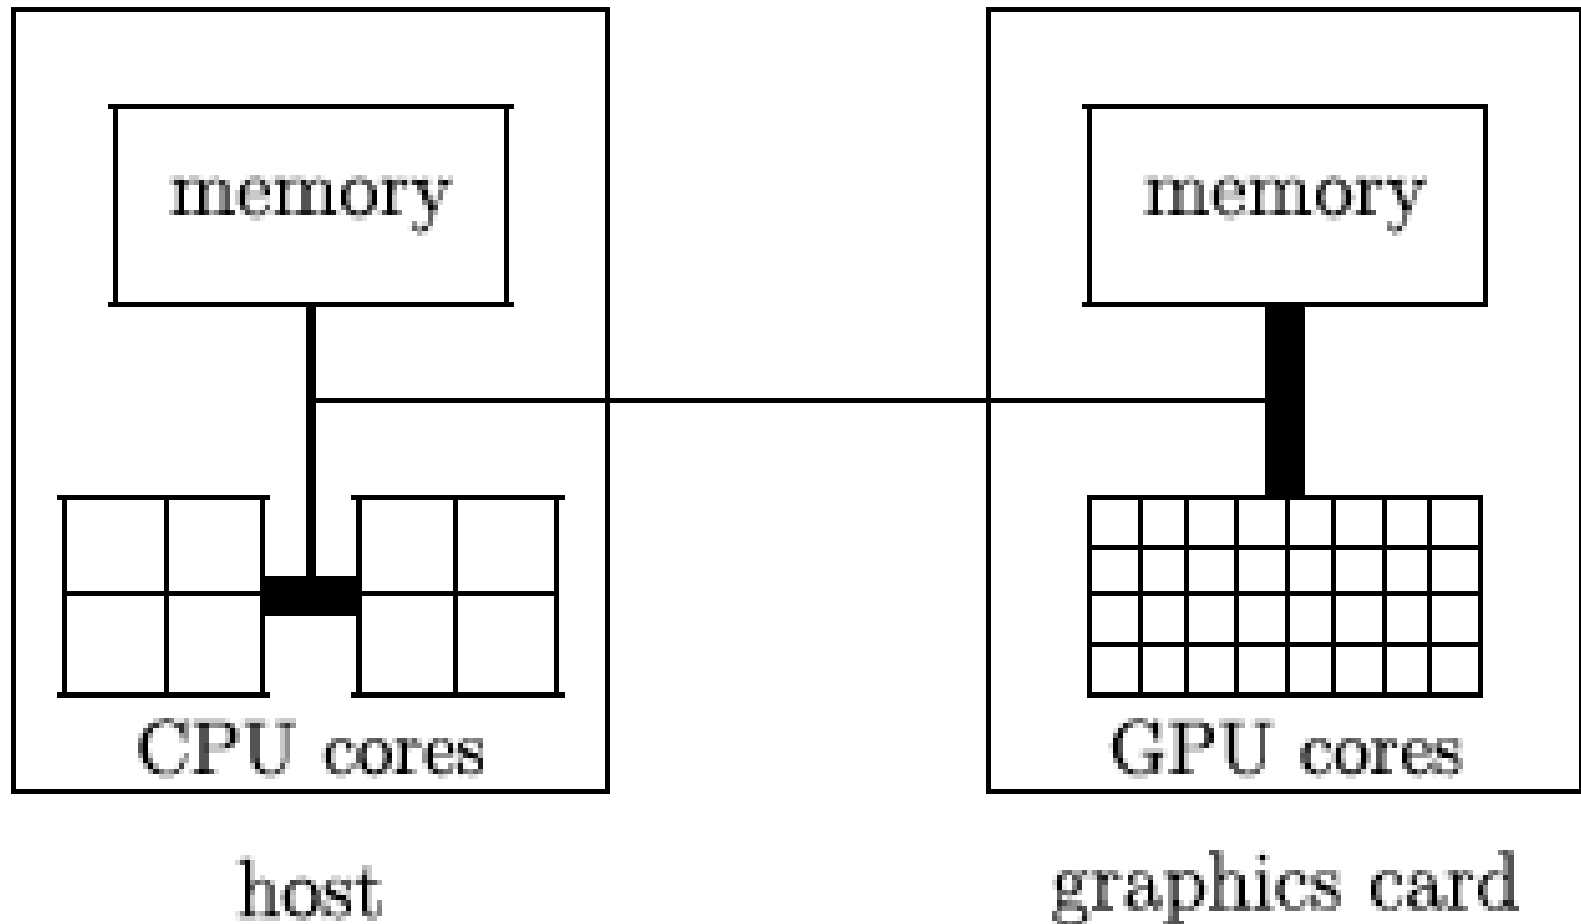 memory
memory
CPU cores
GPU cores
host
graphics card